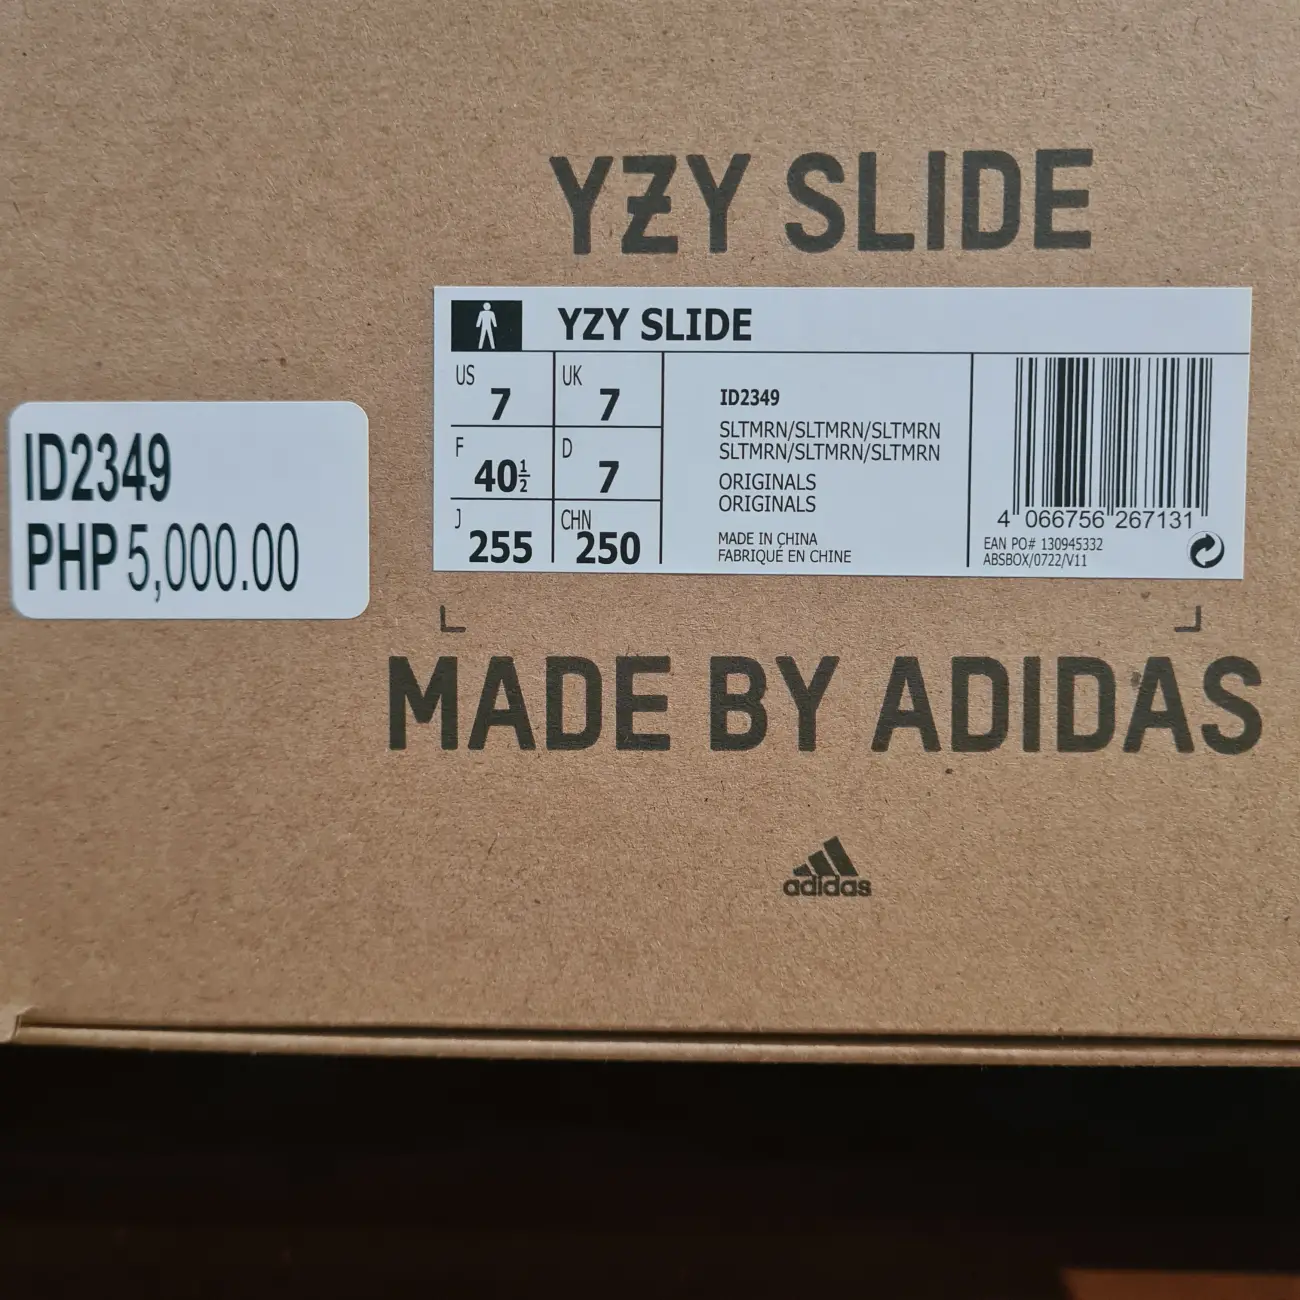 YZY SLIDE
YZY SLIDE
US 7
UK 7
F 40½
D 7
J 255
CHN 250
ID2349
SLTMRN/SLTMRN/SLTMRN
SLTMRN/SLTMRN/SLTMRN
ORIGINALS
ORIGINALS
MADE IN CHINA
FABRIQUÉ EN CHINE
4 066756 267131
EAN PO# 130945332
ABSBOX/0722/V11
ID2349
PHP 5,000.00
MADE BY ADIDAS
adidas